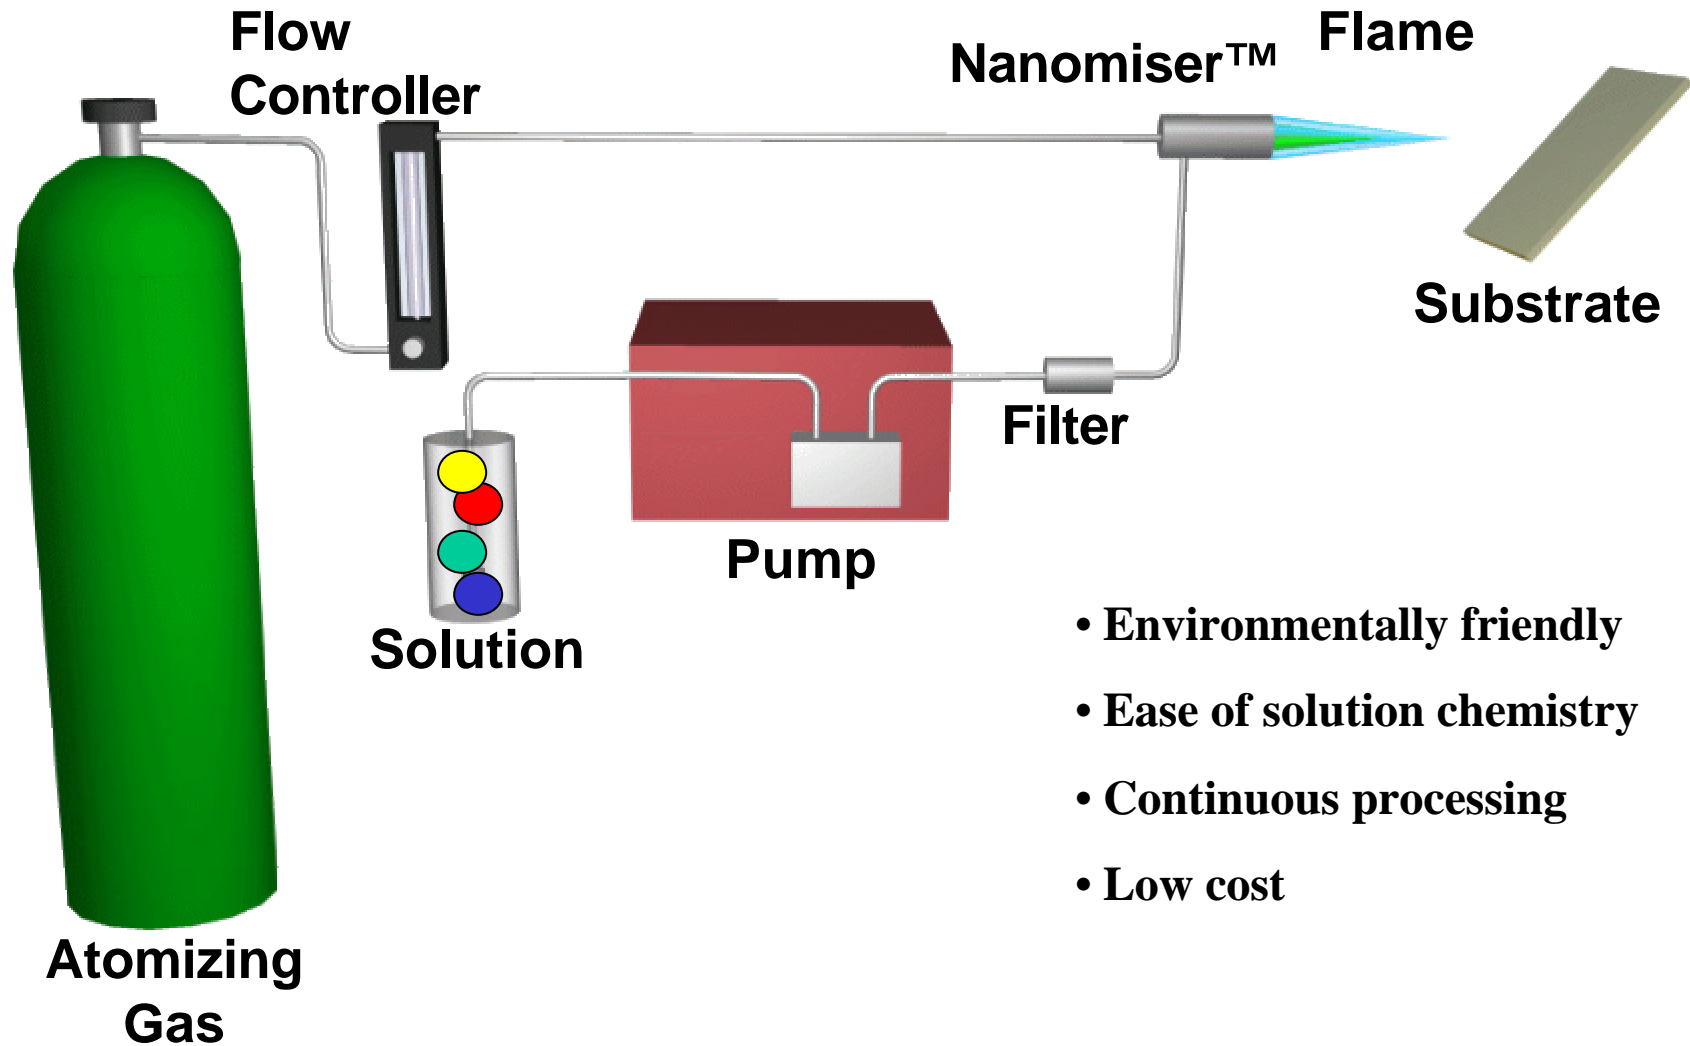 Flow
Controller
Nanomiser™
Flame
Substrate
Filter
Pump
Solution
• Environmentally friendly
• Ease of solution chemistry
• Continuous processing
• Low cost
Atomizing
Gas